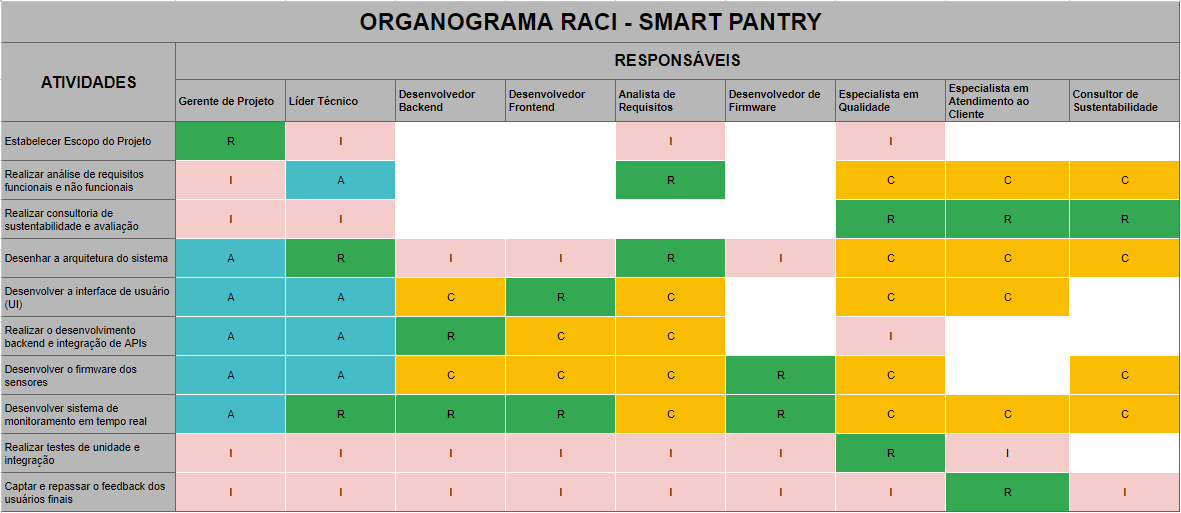 ORGANOGRAMA RACI - SMART PANTRY
ATIVIDADES
RESPONSÁVEIS
Gerente de Projeto
Líder Técnico
Desenvolvedor
Backend
Desenvolvedor
Frontend
Analista de
Requisitos
Desenvolvedor de
Firmware
Especialista em
Qualidade
Especialista em
Atendimento ao
Cliente
Consultor de
Sustentabilidade
Estabelecer Escopo do Projeto
R I I I
Realizar análise de requisitos
funcionais e não funcionais
I A R C C C
Realizar consultoria de
sustentabilidade e avaliação
I I R R R
Desenhar a arquitetura do sistema
A R I I R I C C C
Desenvolver a interface de usuário
(UI)
A A C R C C C
Realizar o desenvolvimento
backend e integração de APIs
A A R C C I
Desenvolver o firmware dos
sensores
A A C C C R C C
Desenvolver sistema de
monitoramento em tempo real
A R R R C R C C C
Realizar testes de unidade e
integração
I I I I I I R I
Captar e repassar o feedback dos
usuários finais
I I I I I I I R I